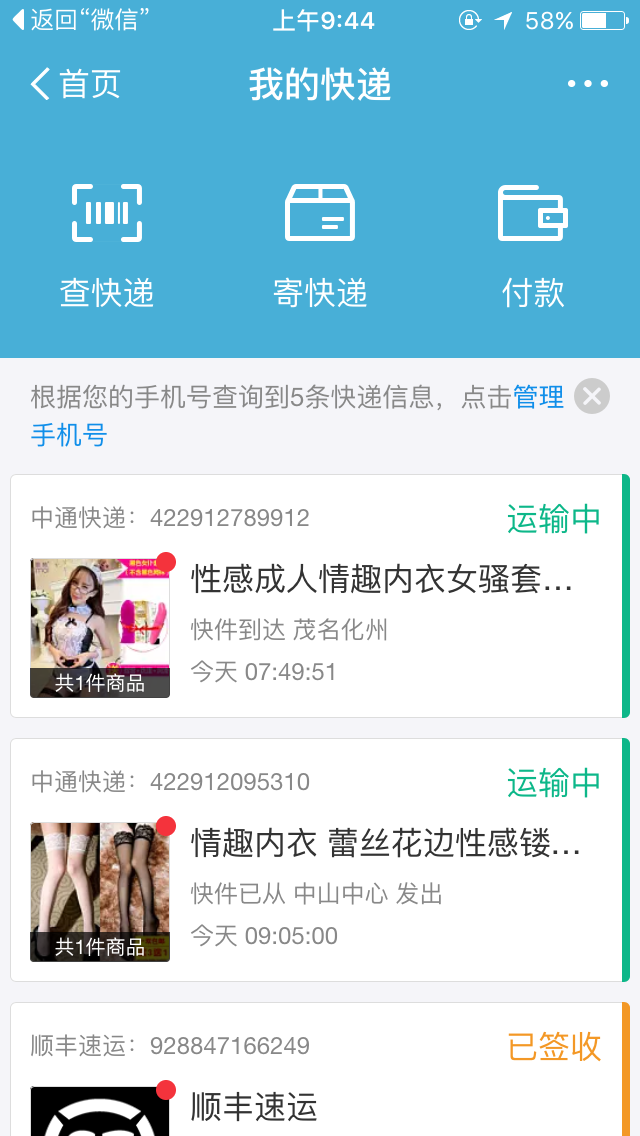 返回“微信”
上午9:44
58%
首页
我的快递
查快递
寄快递
付款
根据您的手机号查询到5条快递信息，点击管理
手机号
中通快递：422912789912
运输中
性感成人情趣内衣女骚套...
快件到达 茂名化州
今天 07:49:51
共1件商品
中通快递：422912095310
运输中
情趣内衣 蕾丝花边性感镂...
快件已从 中山中心 发出
今天 09:05:00
共1件商品
顺丰速运：928847166249
已签收
顺丰速运